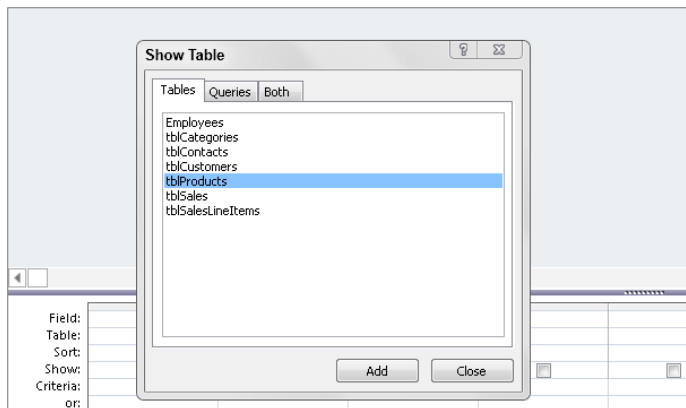 Show Table
Tables Queries Both
Employees
tblCategories
tblContacts
tblCustomers
tblProducts
tblSales
tblSalesLineItems
Field:
Table:
Sort:
Show:
Criteria:
or:
Add Close